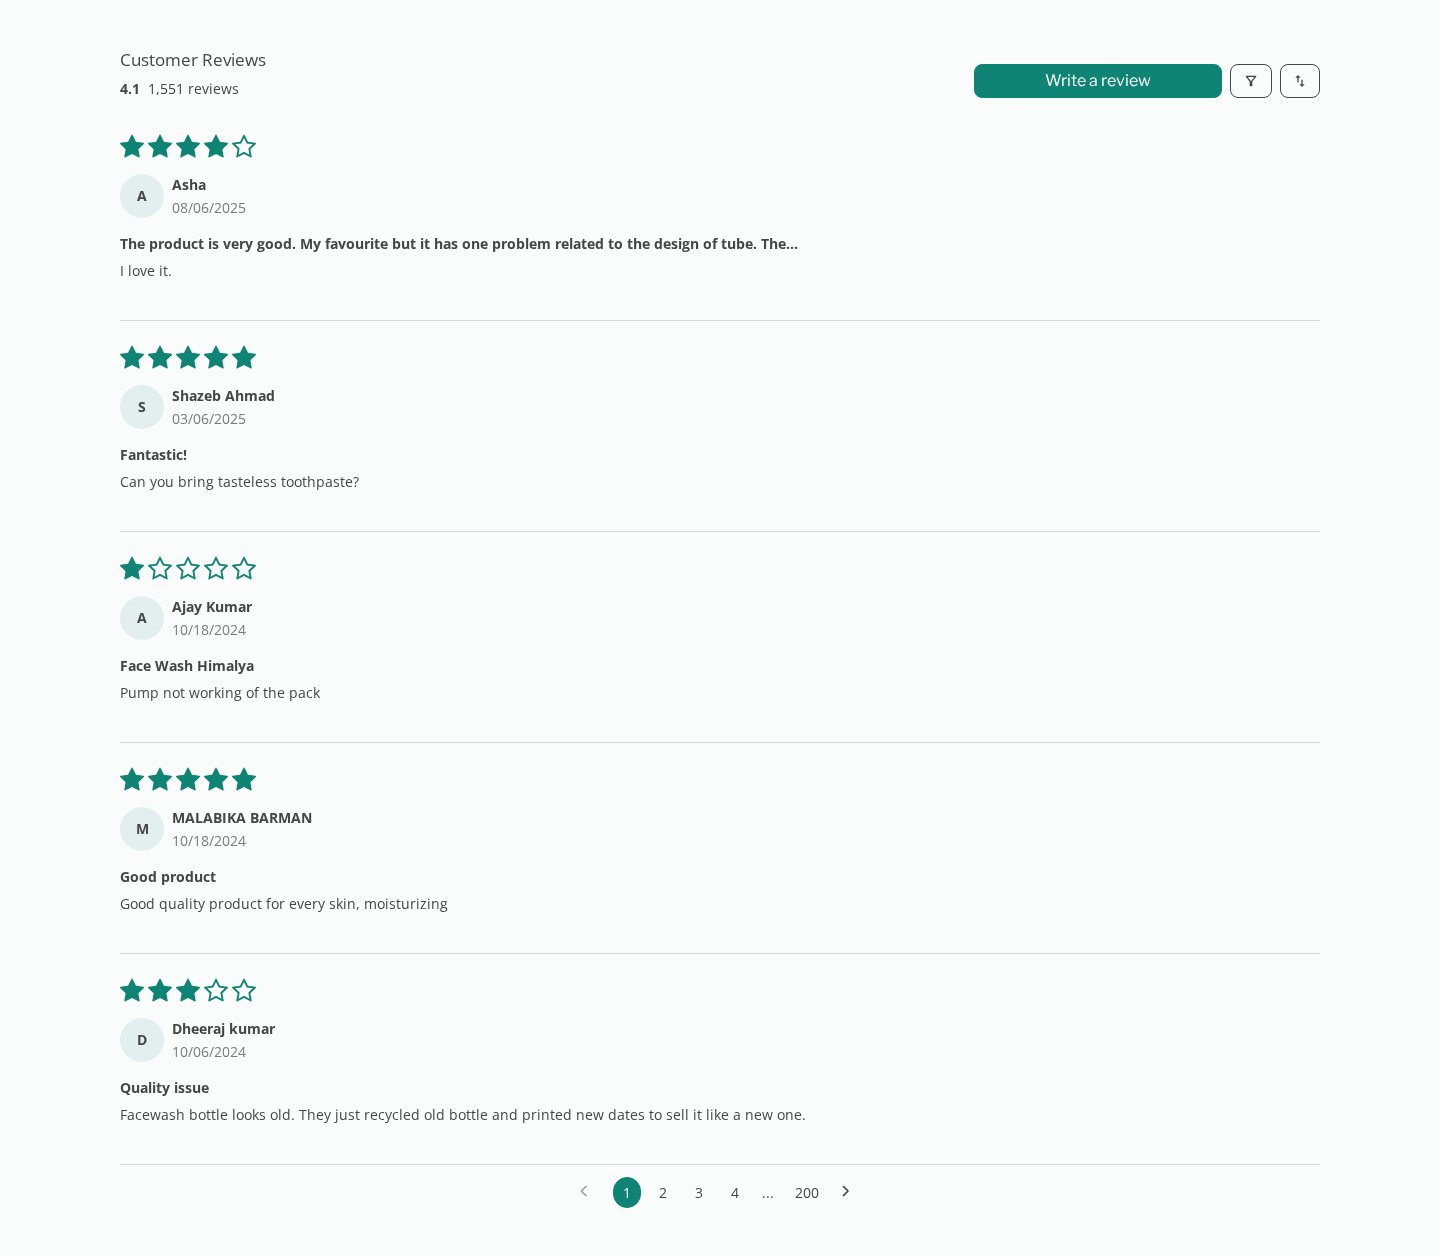 Customer Reviews
4.1 1,551 reviews
Write a review
A
Asha
08/06/2025
The product is very good. My favourite but it has one problem related to the design of tube. The...
I love it.
S
Shazeb Ahmad
03/06/2025
Fantastic!
Can you bring tasteless toothpaste?
A
Ajay Kumar
10/18/2024
Face Wash Himalya
Pump not working of the pack
M
MALABIKA BARMAN
10/18/2024
Good product
Good quality product for every skin, moisturizing
D
Dheeraj kumar
10/06/2024
Quality issue
Facewash bottle looks old. They just recycled old bottle and printed new dates to sell it like a new one.
1 2 3 4 ... 200